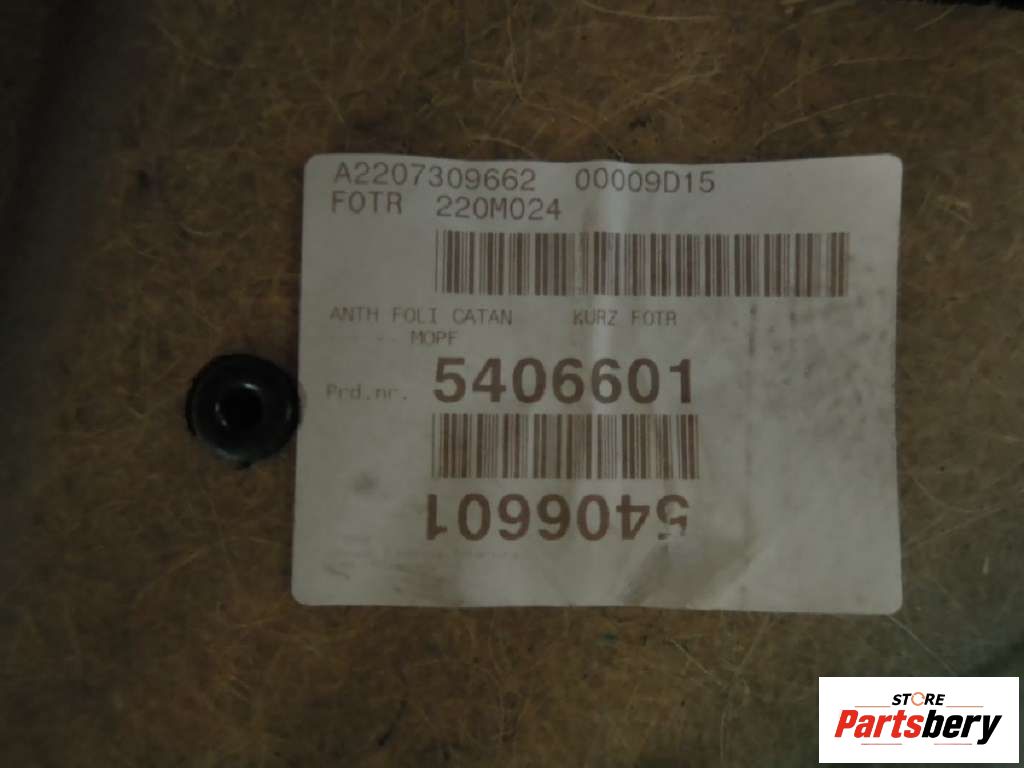 A2207309662 00009D15
FOTR 220M024
ANTH FOLI CATAN KURZ FOTR
MOPF
Prd.nr. 5406601
5406601
STORE
Partsbery